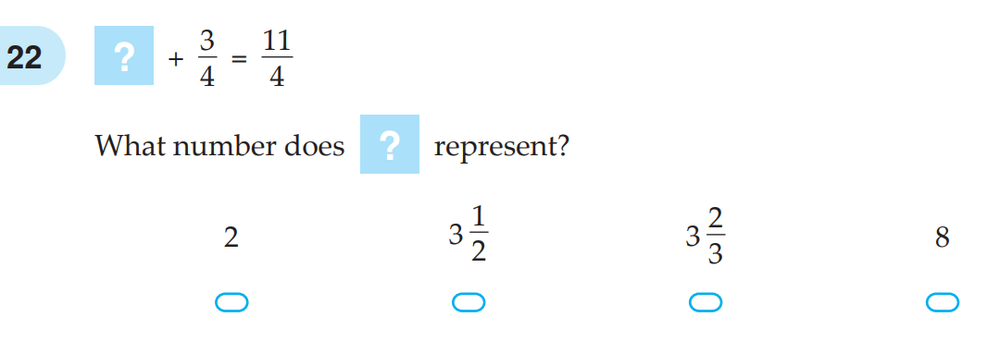 22 ? + 3/4 = 11/4
What number does ? represent?
2 3 1/2 3 2/3 8